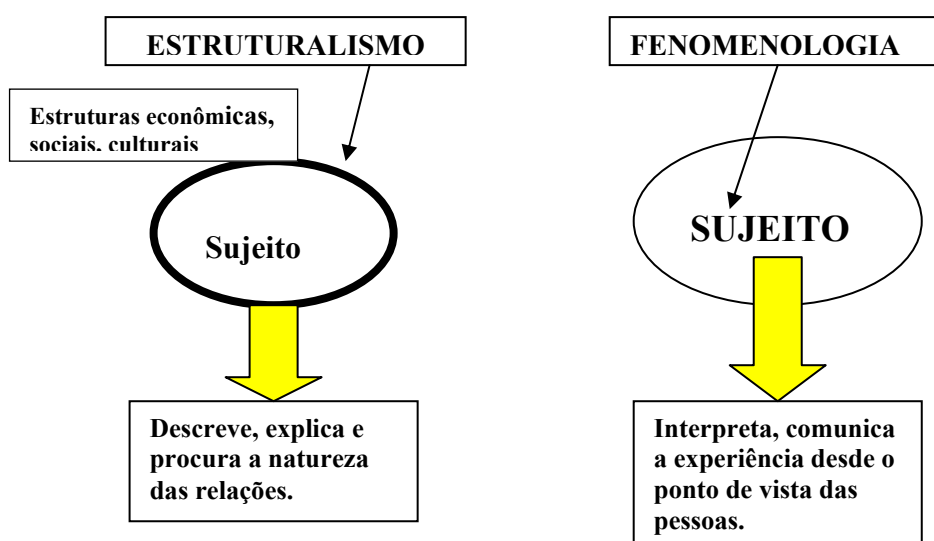 ESTRUTURALISMO
Estruturas econômicas,
sociais, culturais
Sujeito
Descreve, explica e
procura a natureza
das relações.
FENOMENOLOGIA
SUJEITO
Interpreta, comunica
a experiência desde o
ponto de vista das
pessoas.